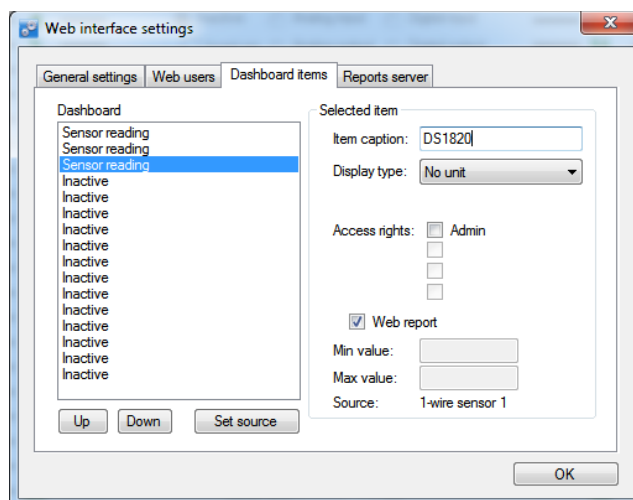 Web interface settings
General settings
Web users
Dashboard items
Reports server
Dashboard
Sensor reading
Sensor reading
Sensor reading
Inactive
Inactive
Inactive
Inactive
Inactive
Inactive
Inactive
Inactive
Inactive
Inactive
Inactive
Inactive
Inactive
Up
Down
Set source
Selected item
Item caption: DS1820
Display type: No unit
Access rights: Admin
Web report
Min value:
Max value:
Source: 1-wire sensor 1
OK